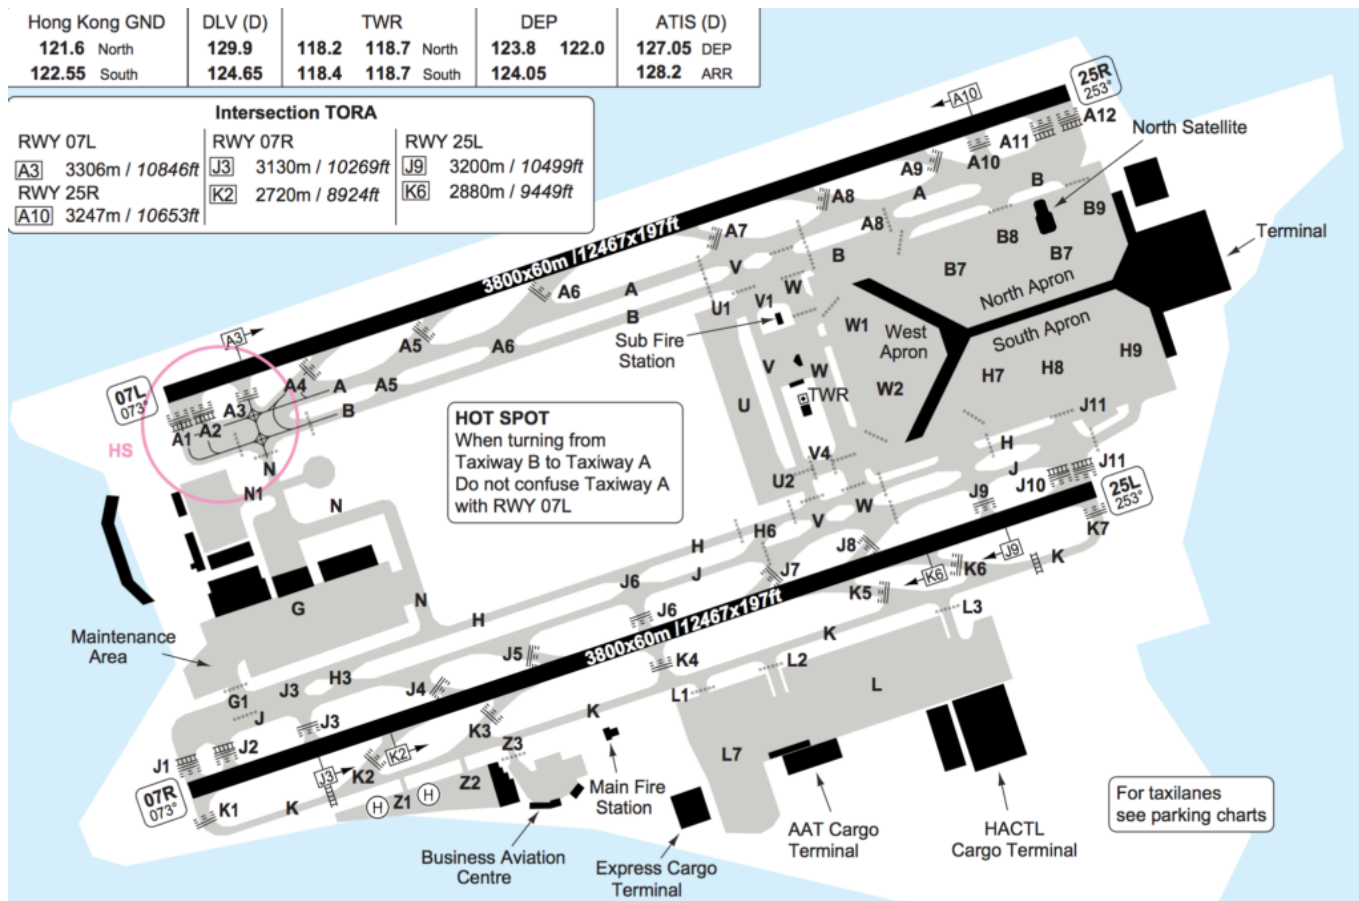 Hong Kong GND
121.6 North
122.55 South
DLV (D)
129.9
124.65
TWR
118.2 118.7 North
118.4 118.7 South
DEP
123.8 122.0
124.05
ATIS (D)
127.05 DEP
128.2 ARR
Intersection TORA
RWY 07L
A3 3306m / 10846ft
RWY 25R
A10 3247m / 10653ft
RWY 07R
J3 3130m / 10269ft
K2 2720m / 8924ft
RWY 25L
J9 3200m / 10499ft
K6 2880m / 9449ft
25R
253°
A10
A12
A11
A10
North Satellite
A9
A
B
A8
A8
B9
B8
B7
B7
Terminal
A7
B
V
W
North Apron
3800x60m /12467x197ft
A6
A
B
U1
V1
Sub Fire
Station
W1
West
Apron
South Apron
A3
A5
A6
H9
H8
H7
V
W
W2
TWR
U
07L
073°
A4
A
A5
B
A3
A1
A2
HS
N
N1
N
HOT SPOT
When turning from
Taxiway B to Taxiway A
Do not confuse Taxiway A
with RWY 07L
J11
H
J
V4
U2
J11
J10
J9
25L
253°
K7
W
V
H6
H
J
J8
J9
K
K6
K6
J7
J6
K5
L3
G
N
H
J6
3800x60m /12467x197ft
K
Maintenance
Area
J5
K4
L2
H3
J3
J4
G1
J
L1
L
K
J3
K3
J1
J2
Z3
K2
L7
J3
K2
Z2
07R
073°
K1
K
Z1
H
H
Main Fire
Station
Business Aviation
Centre
Express Cargo
Terminal
AAT Cargo
Terminal
HACTL
Cargo Terminal
For taxilanes
see parking charts